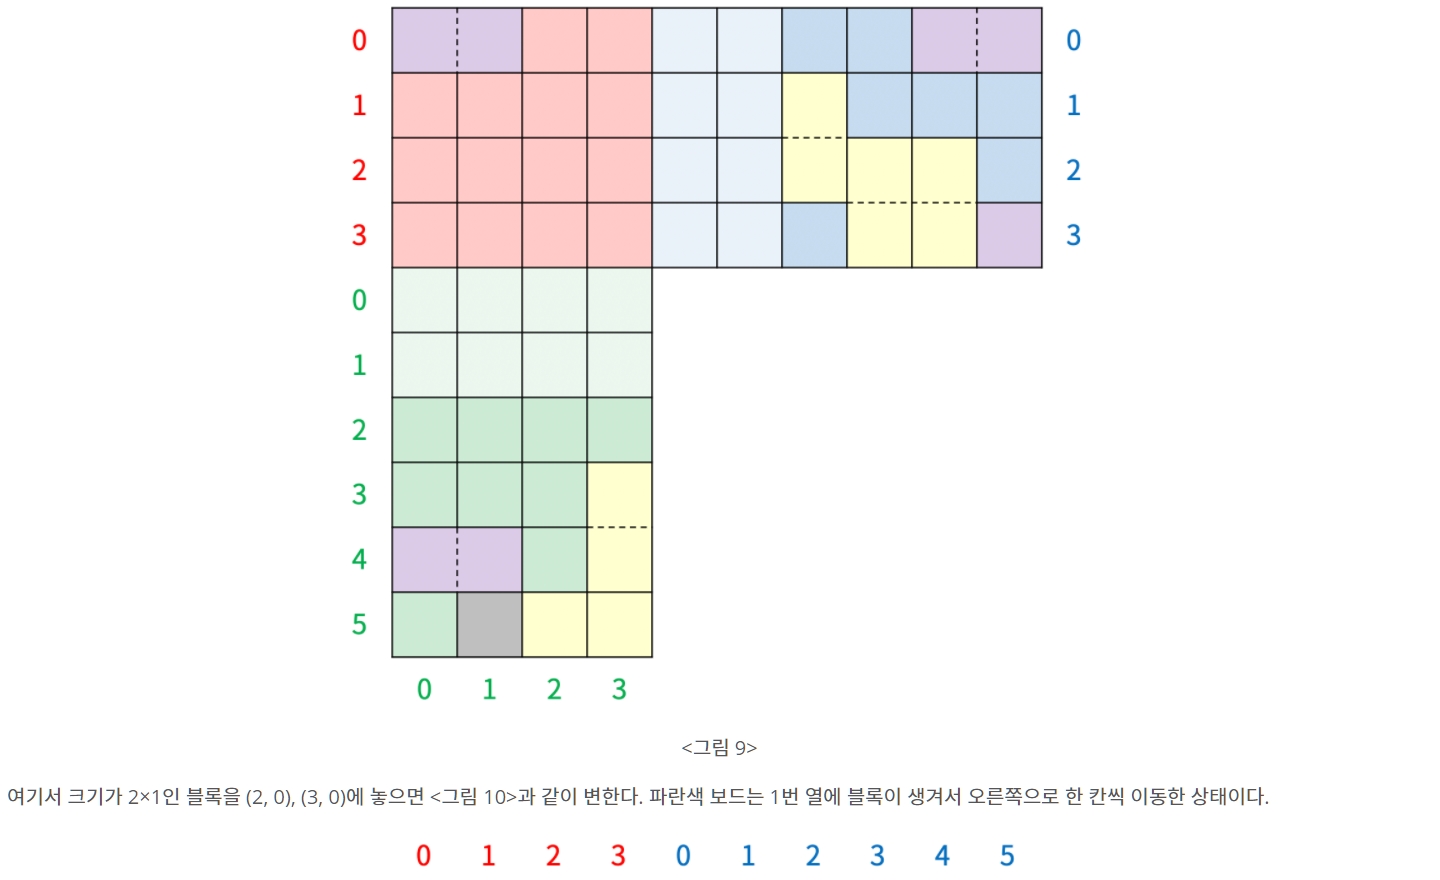 0 0
1 1
2 2
3 3
0
1
2
3
4
5
0 1 2 3
<그림 9>
여기서 크기가 2×1인 블록을 (2, 0), (3, 0)에 놓으면 <그림 10>과 같이 변한다. 파란색 보드는 1번 열에 블록이 생겨서 오른쪽으로 한 칸씩 이동한 상태이다.
0 1 2 3 0 1 2 3 4 5